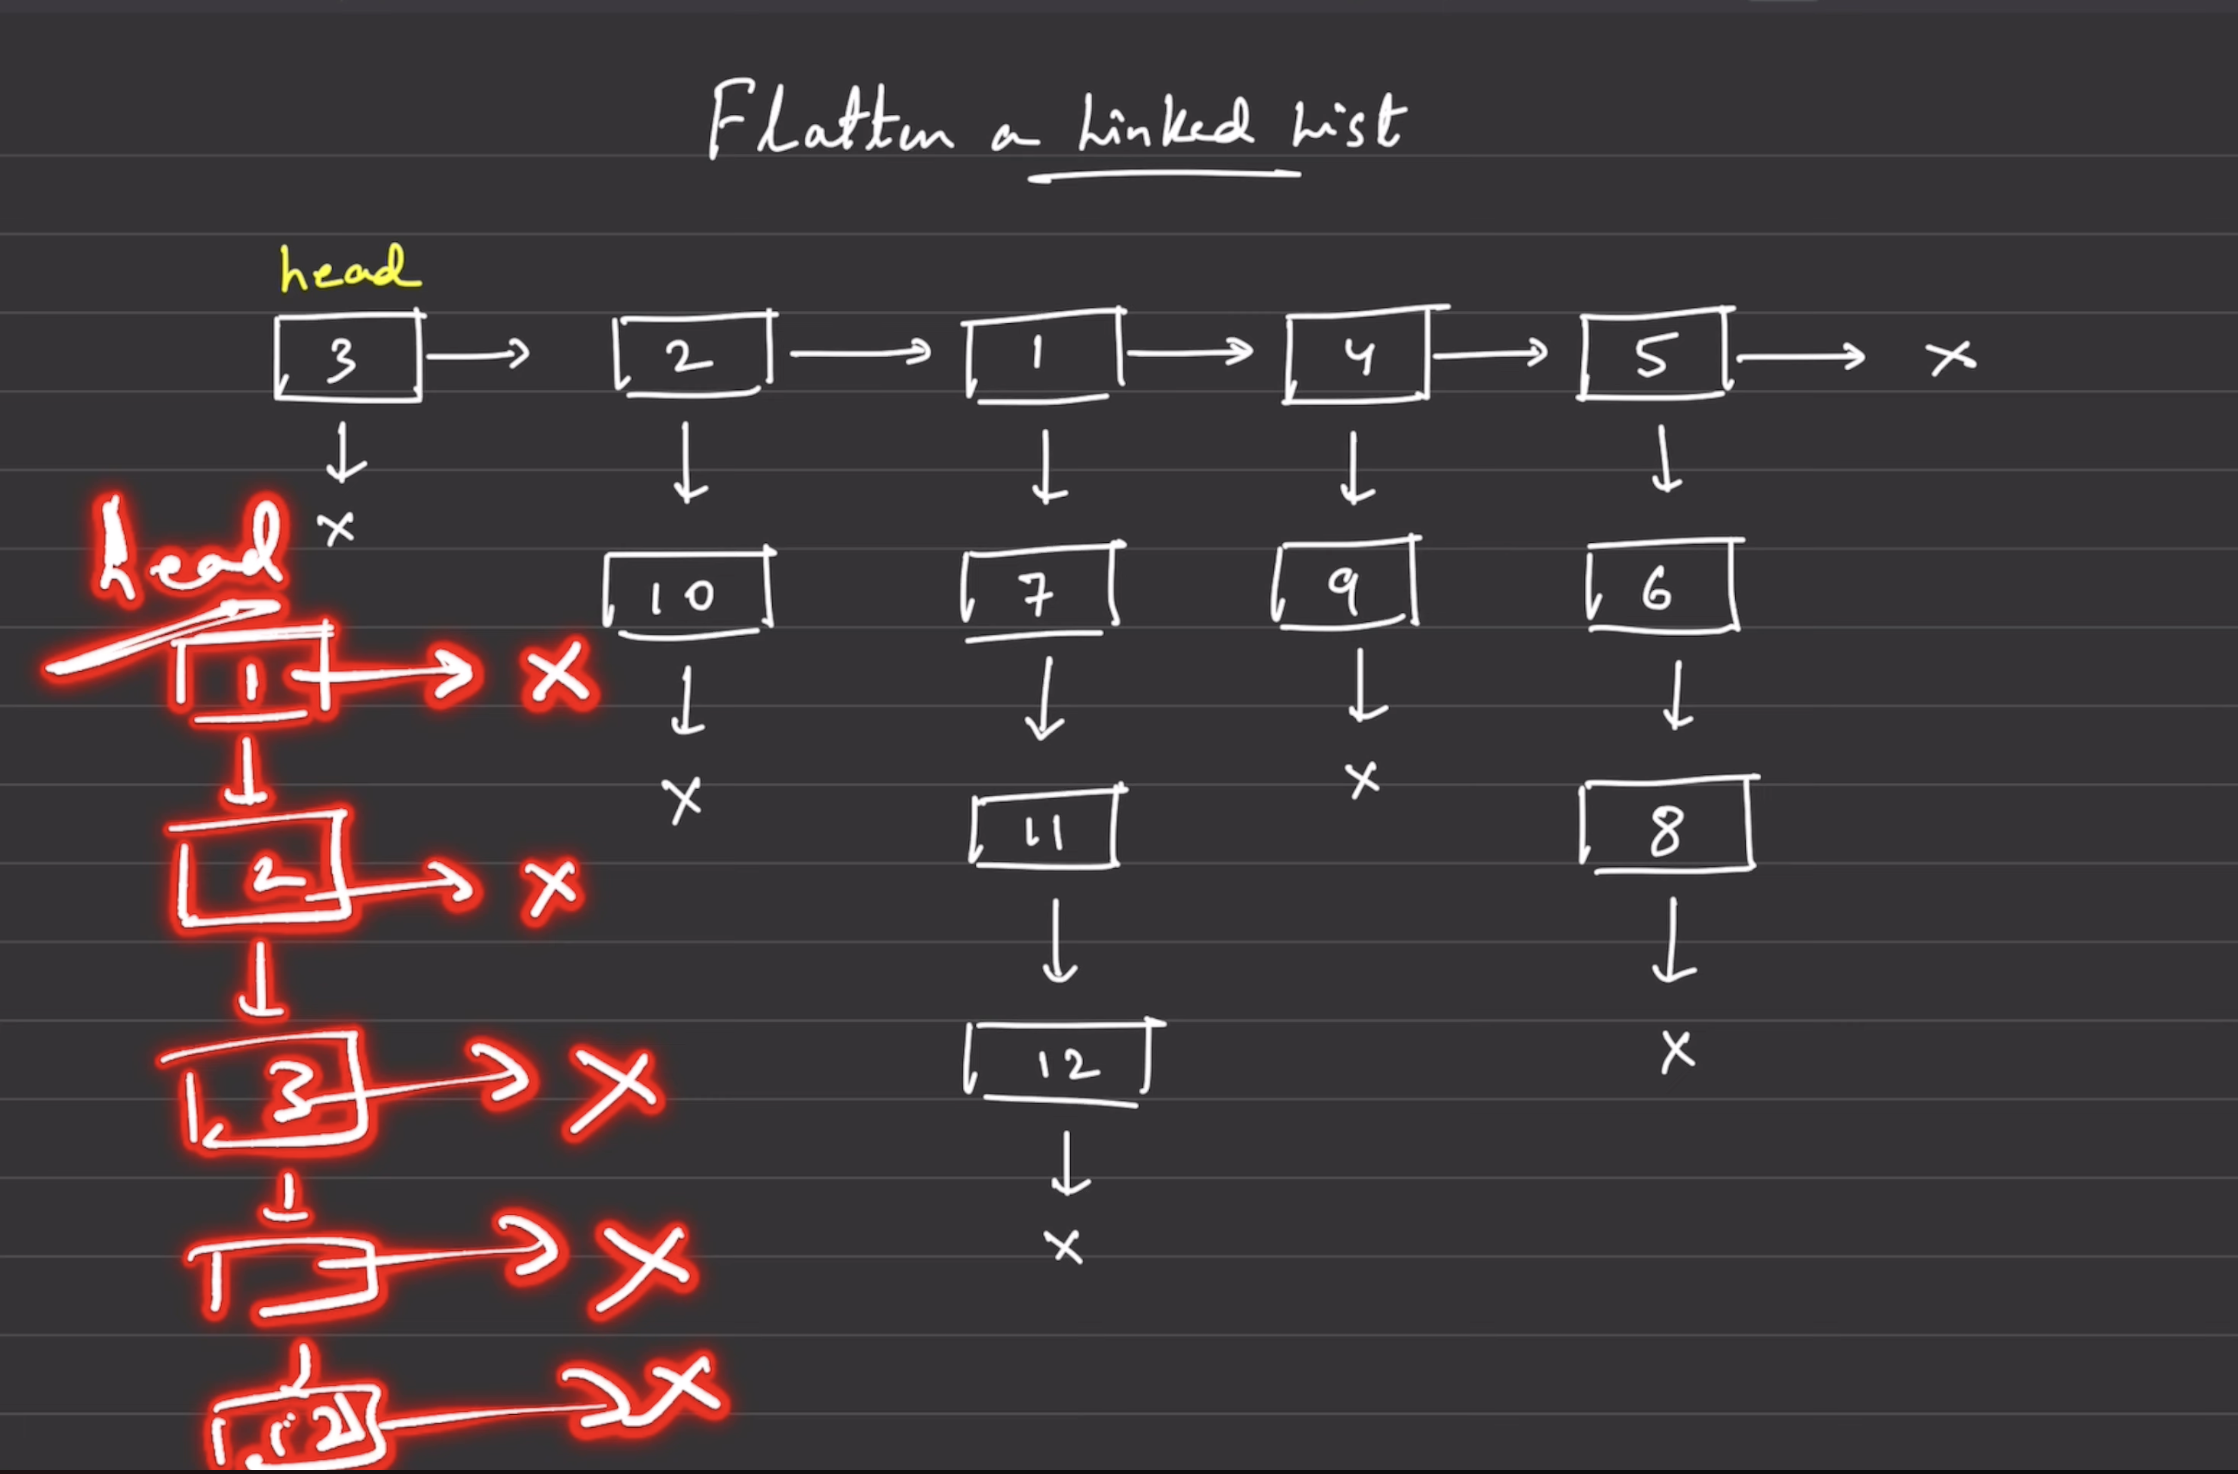 Flatten a Linked List
head
3 → 2 → 1 → 4 → 5 → x
↓ ↓ ↓ ↓ ↓
x 10 7 9 6
head
↓ ↓ ↓ ↓
1 → x
x 11 x 8
↓
2 → x
↓ ↓
↓
12 x
3 → x
↓
↓
x
→ x
↓
12 → x